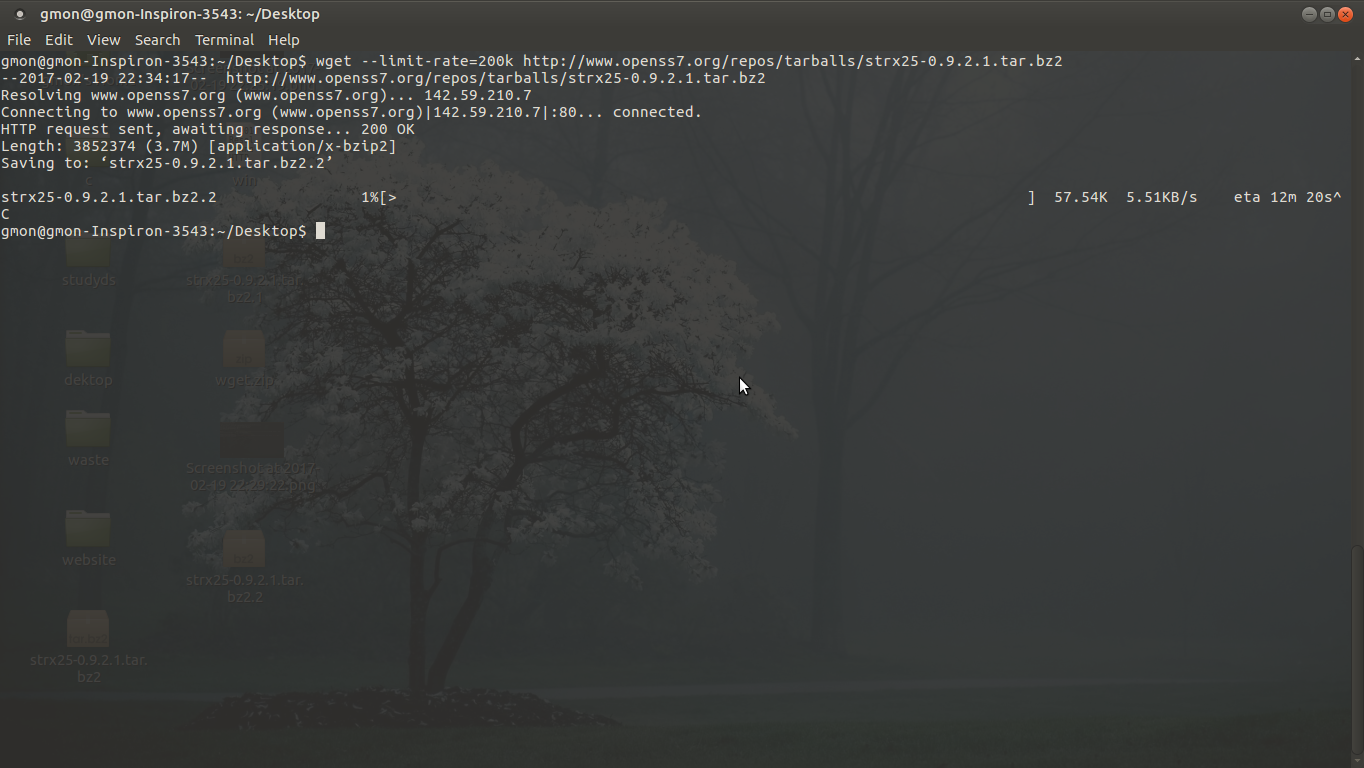 gmon@gmon-Inspiron-3543: ~/Desktop
File Edit View Search Terminal Help
gmon@gmon-Inspiron-3543:~/Desktop$ wget --limit-rate=200k http://www.openss7.org/repos/tarballs/strx25-0.9.2.1.tar.bz2
--2017-02-19 22:34:17-- http://www.openss7.org/repos/tarballs/strx25-0.9.2.1.tar.bz2
Resolving www.openss7.org (www.openss7.org)... 142.59.210.7
Connecting to www.openss7.org (www.openss7.org)|142.59.210.7|:80... connected.
HTTP request sent, awaiting response... 200 OK
Length: 3852374 (3.7M) [application/x-bzip2]
Saving to: ‘strx25-0.9.2.1.tar.bz2.2’
strx25-0.9.2.1.tar.bz2.2 1%[> ] 57.54K 5.51KB/s eta 12m 20s^
C
gmon@gmon-Inspiron-3543:~/Desktop$
studyds
strx25-0.9.2.1.tar.
bz2.1
dektop
wget.zip
waste
Screenshot at 2017-
02-19 22:29:22.png
website
strx25-0.9.2.1.tar.
bz2.2
strx25-0.9.2.1.tar.
bz2